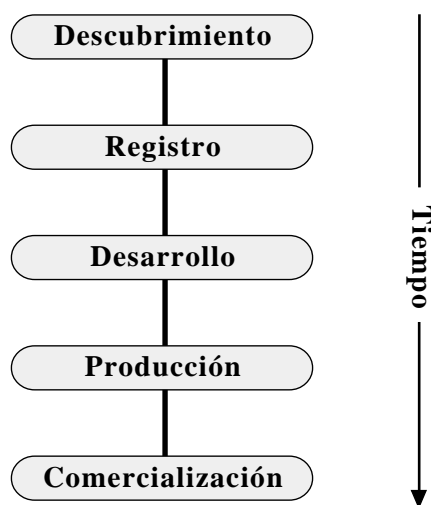 Descubrimiento
Registro
Desarrollo
Producción
Comercialización
Tiempo